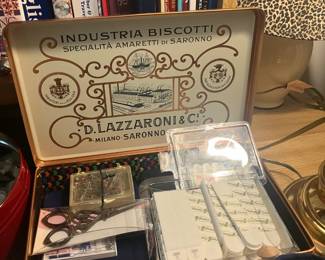 INDUSTRIA BISCOTTI
SPECIALITÀ AMARETTI DI SARONNO
D. LAZZARONI & C.
MILANO-SARONNO